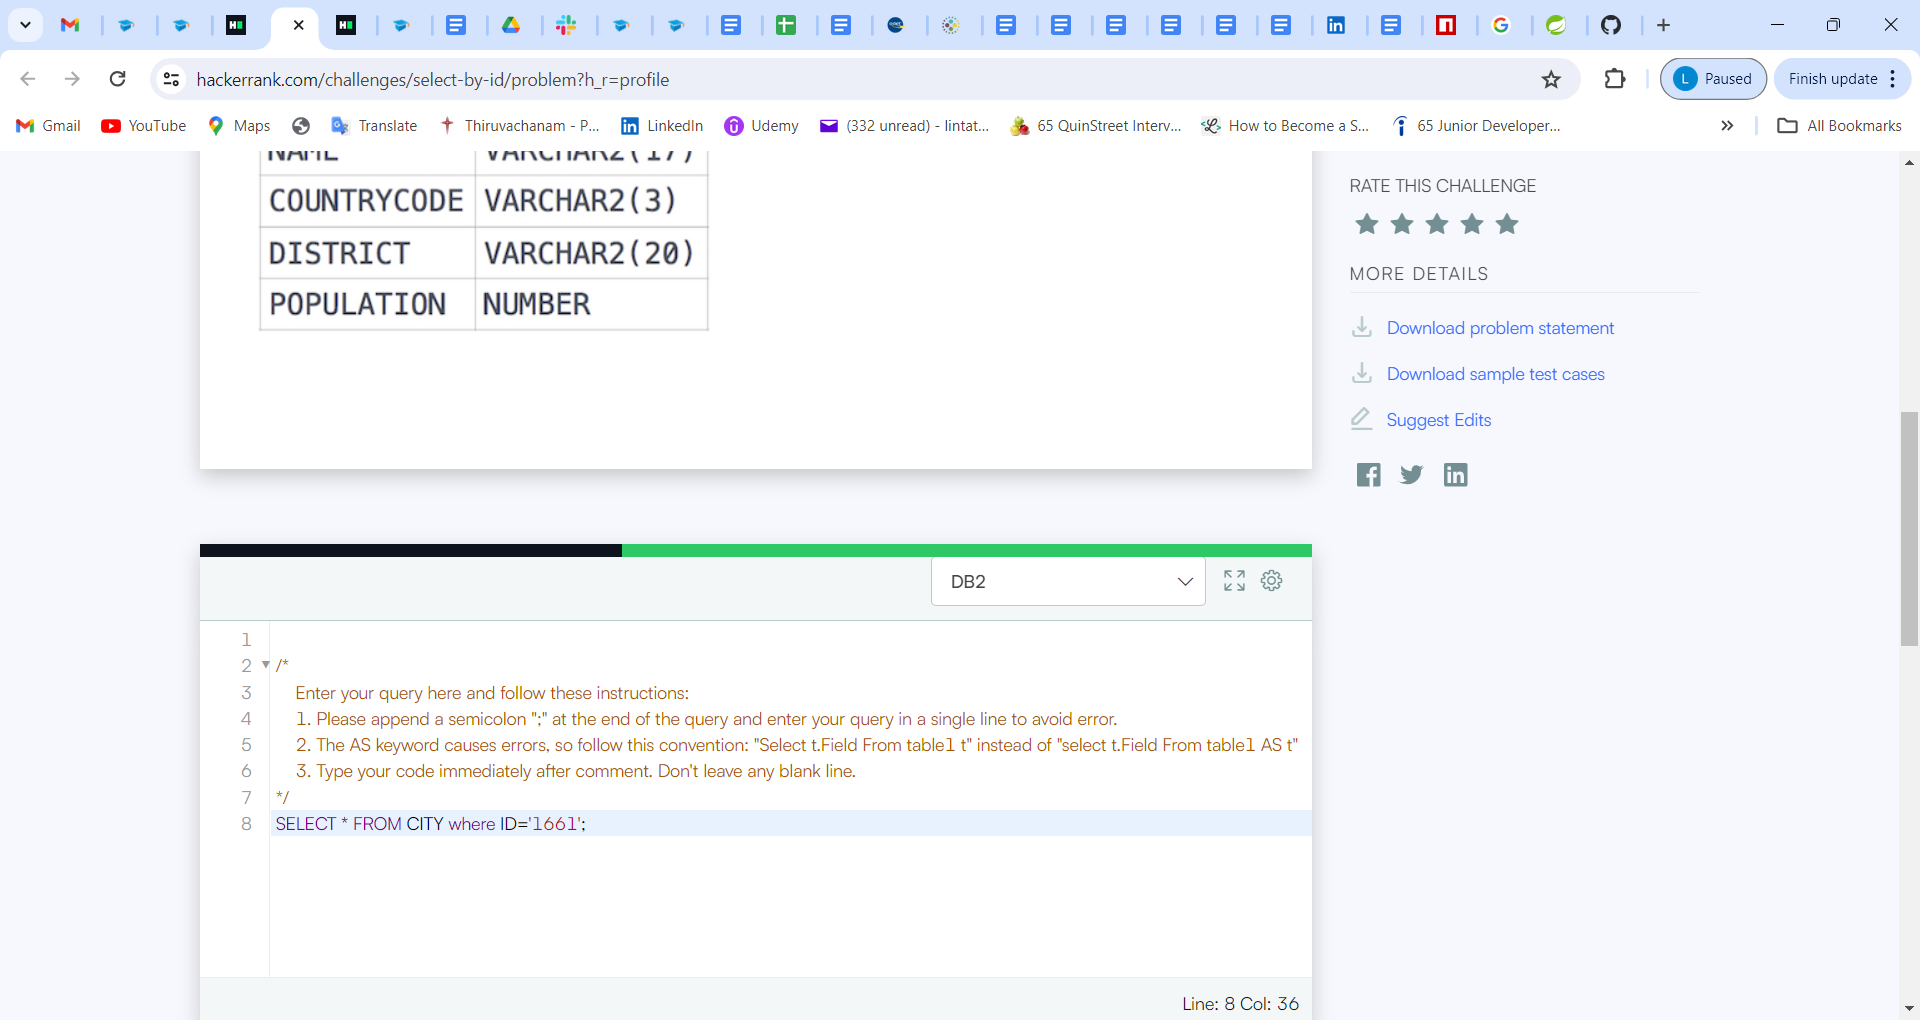 hackerrank.com/challenges/select-by-id/problem?h_r=profile
L Paused
Finish update
Gmail
YouTube
Maps
Translate
Thiruvachanam - P...
LinkedIn
Udemy
(332 unread) - lintat...
65 QuinStreet Interv...
How to Become a S...
65 Junior Developer...
All Bookmarks
NAME VARCHAR2(17)
COUNTRYCODE VARCHAR2(3)
DISTRICT VARCHAR2(20)
POPULATION NUMBER
RATE THIS CHALLENGE
MORE DETAILS
Download problem statement
Download sample test cases
Suggest Edits
DB2
1
2 /*
3 Enter your query here and follow these instructions:
4 1. Please append a semicolon ";" at the end of the query and enter your query in a single line to avoid error.
5 2. The AS keyword causes errors, so follow this convention: "Select t.Field From table1 t" instead of "select t.Field From table1 AS t"
6 3. Type your code immediately after comment. Don't leave any blank line.
7 */
8 SELECT * FROM CITY where ID='1661';
Line: 8 Col: 36